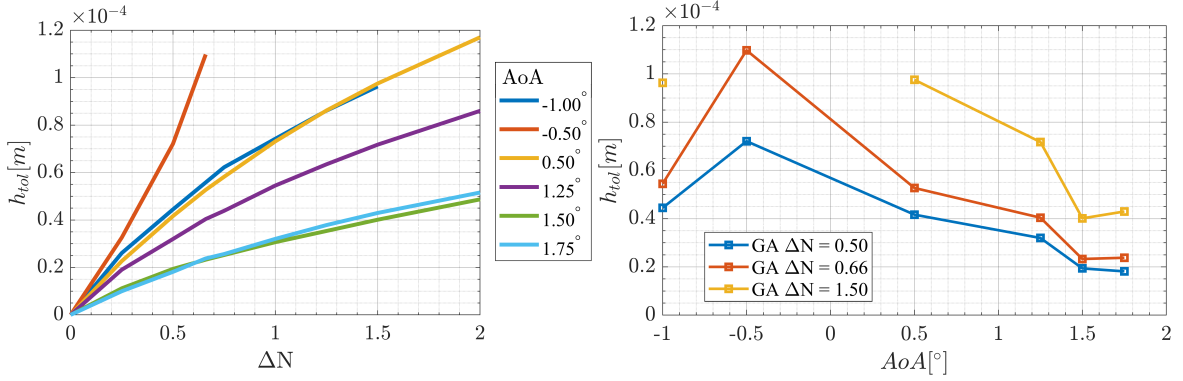 ×10⁻⁴
1.2
1
0.8
0.6
0.4
0.2
0
h_tol[m]
0 0.5 1 1.5 2
ΔN
AoA
-1.00°
-0.50°
0.50°
1.25°
1.50°
1.75°
×10⁻⁴
1.2
1
0.8
0.6
0.4
0.2
0
h_tol[m]
GA ΔN = 0.50
GA ΔN = 0.66
GA ΔN = 1.50
-1 -0.5 0 0.5 1 1.5 2
AoA[°]